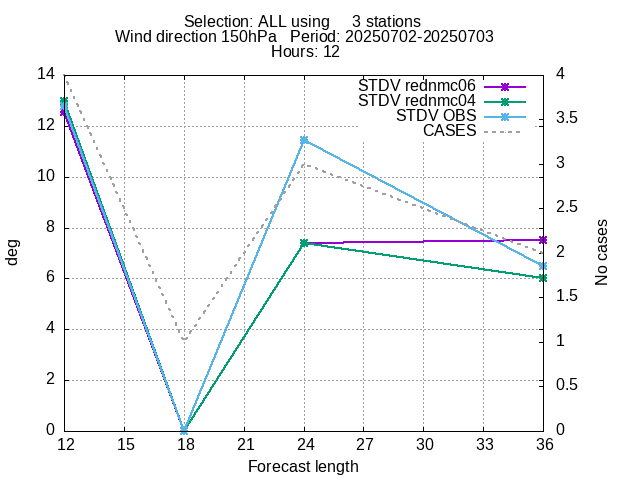 Selection: ALL using     3 stations
Wind direction 150hPa   Period: 20250702-20250703
Hours: 12
STDV rednmc06
STDV rednmc04
STDV OBS
CASES
14
12
10
8
6
4
2
0
deg
4
3.5
3
2.5
2
1.5
1
0.5
0
No cases
12 15 18 21 24 27 30 33 36
Forecast length